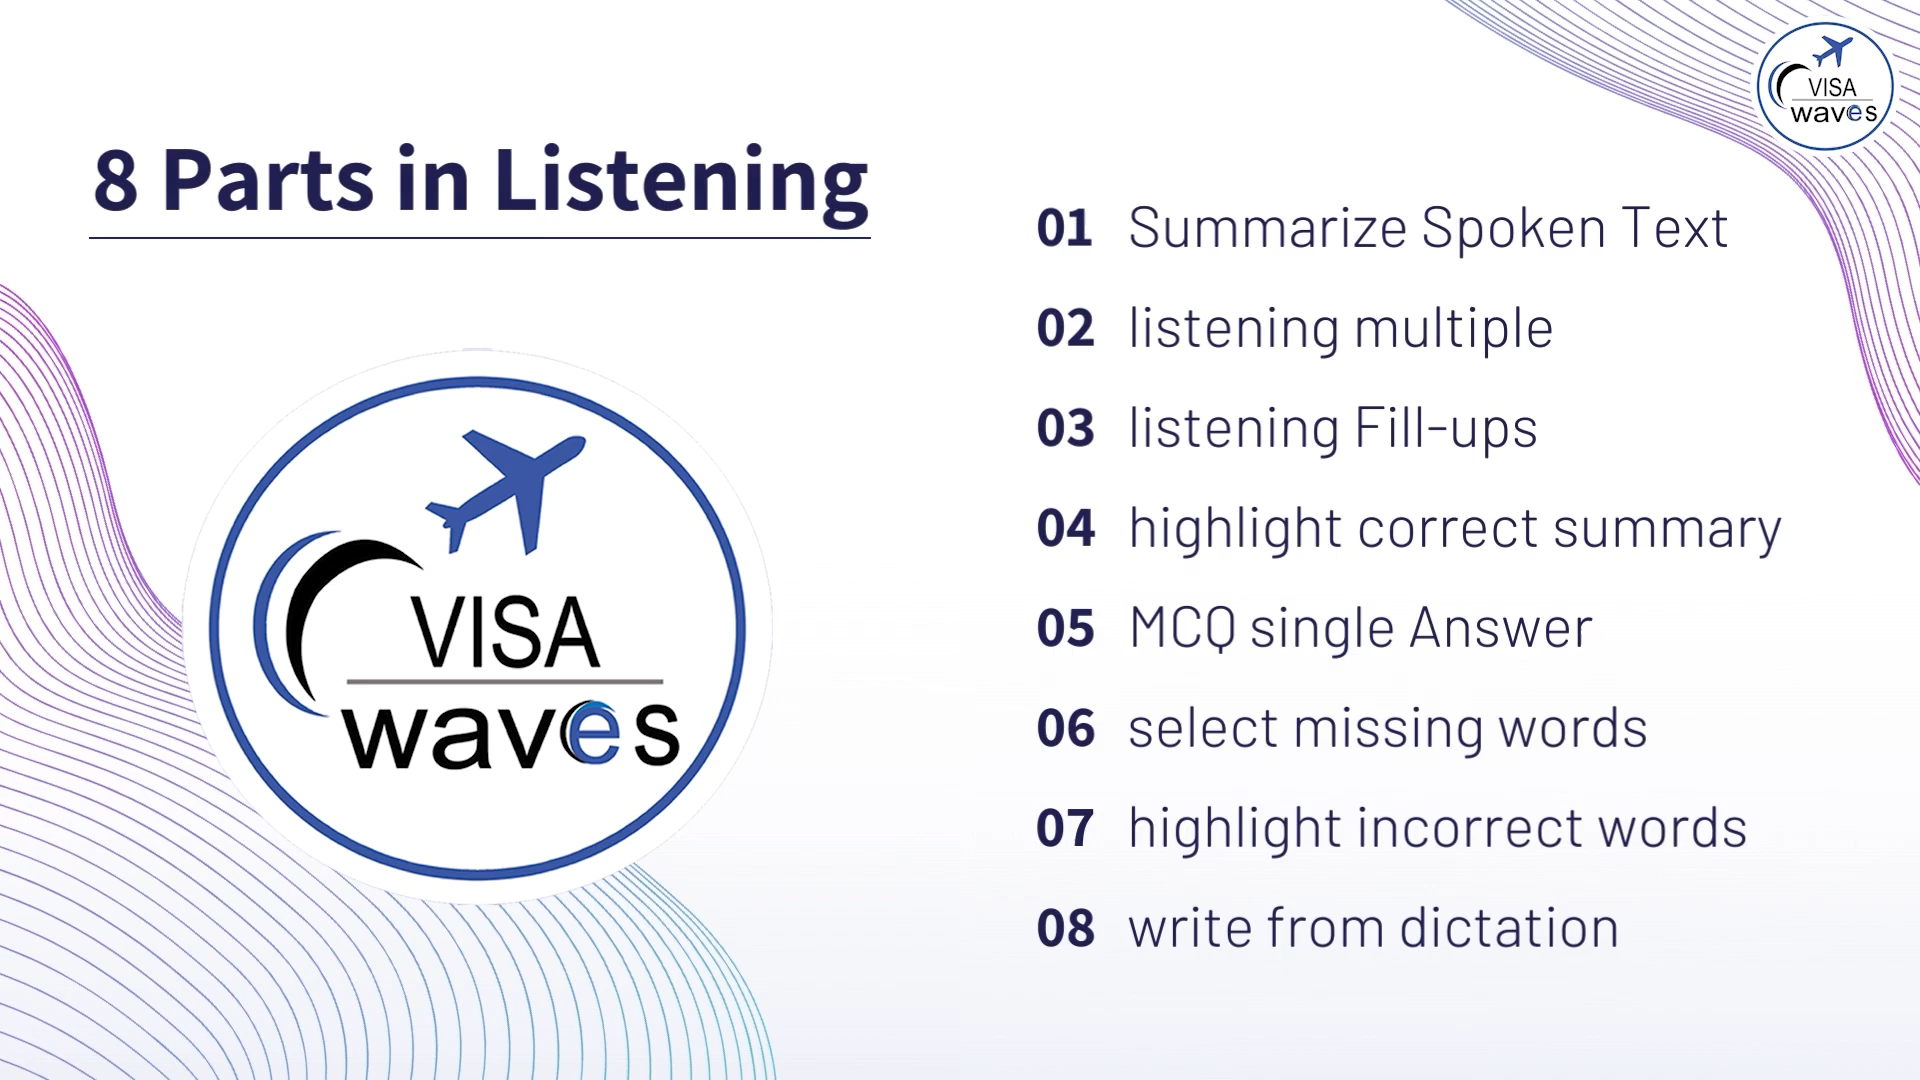 VISA
waves
8 Parts in Listening
VISA
waves
01 Summarize Spoken Text
02 listening multiple
03 listening Fill-ups
04 highlight correct summary
05 MCQ single Answer
06 select missing words
07 highlight incorrect words
08 write from dictation